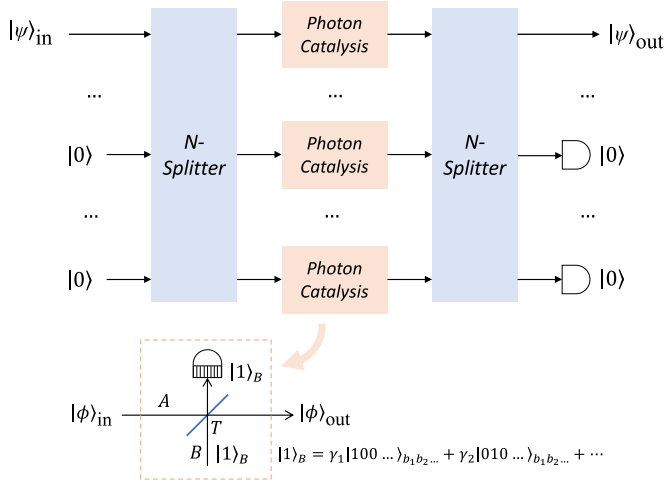 |ψ⟩in
Photon
Catalysis
|ψ⟩out
...
...
...
|0⟩
N-
Splitter
Photon
Catalysis
N-
Splitter
|0⟩
...
...
...
|0⟩
Photon
Catalysis
|0⟩
|1⟩B
|ϕ⟩in
A
|ϕ⟩out
T
B
|1⟩B
|1⟩B = γ1|100 ...⟩b1b2... + γ2|010 ...⟩b1b2... + ⋯